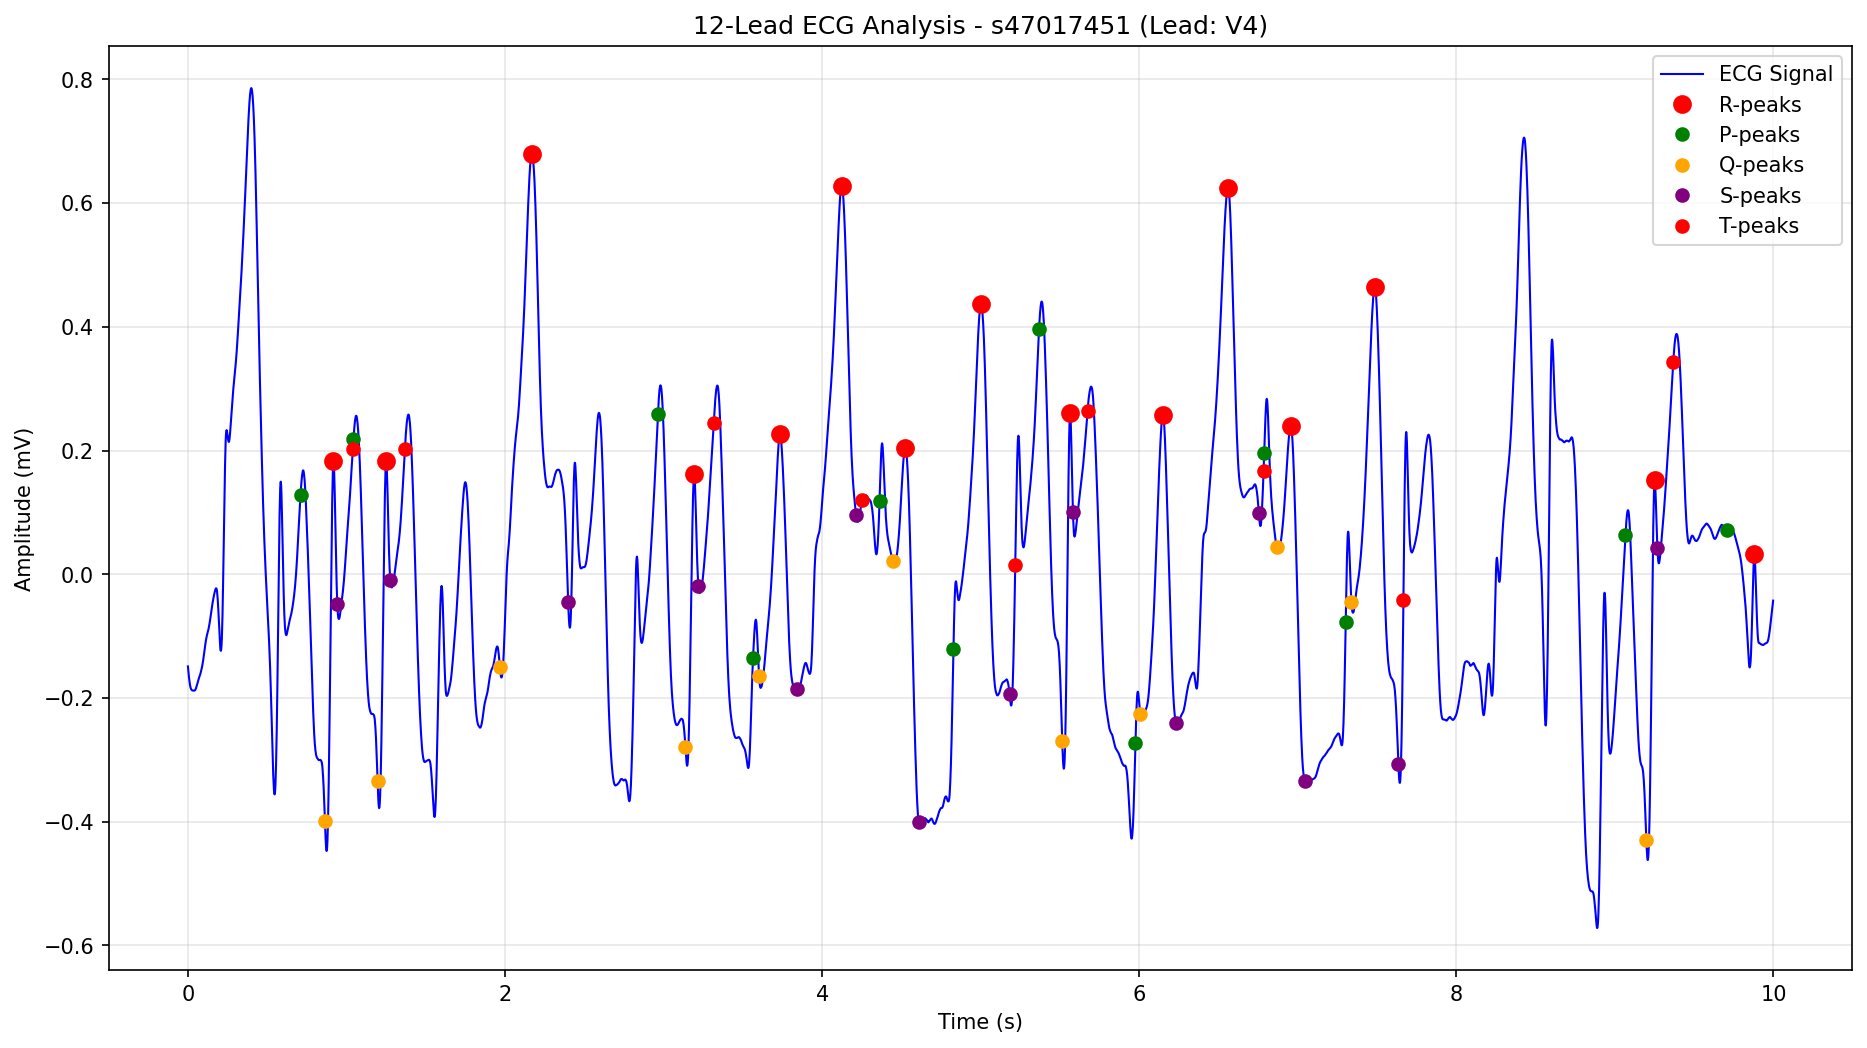 12-Lead ECG Analysis - s47017451 (Lead: V4)
ECG Signal
R-peaks
P-peaks
Q-peaks
S-peaks
T-peaks
Amplitude (mV)
0.8
0.6
0.4
0.2
0.0
−0.2
−0.4
−0.6
0 2 4 6 8 10
Time (s)